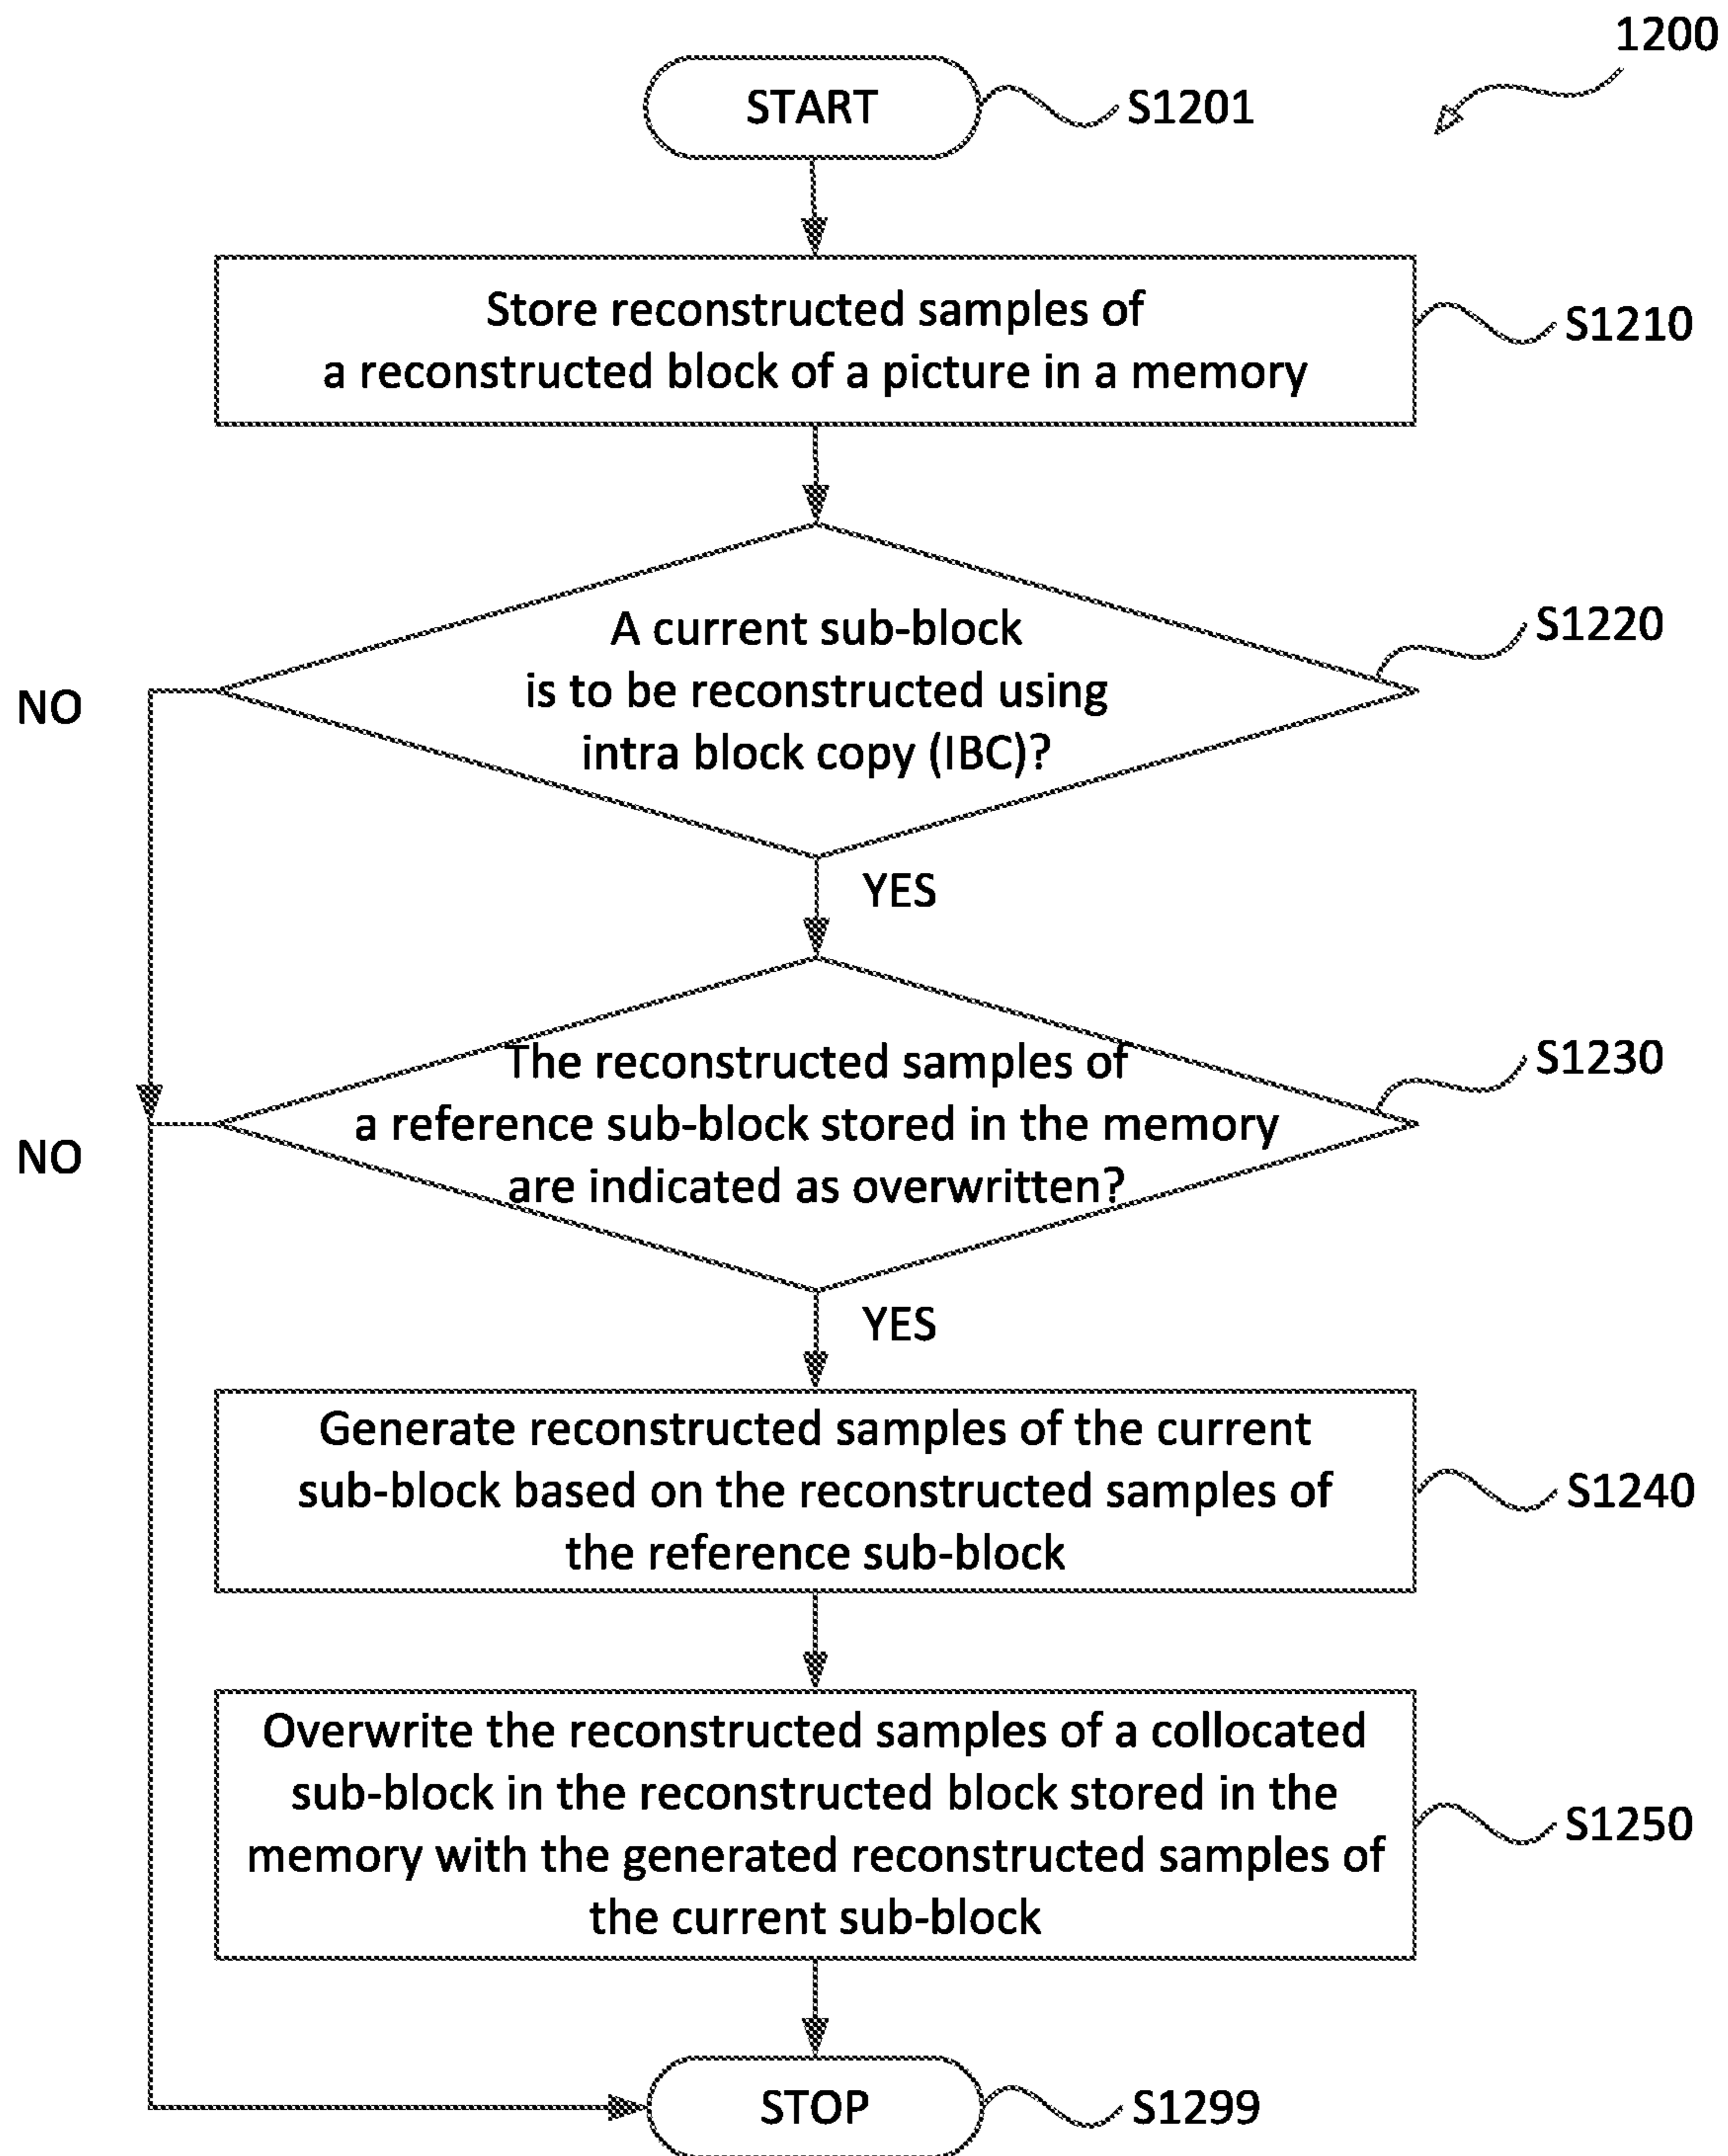 1200
START
S1201
Store reconstructed samples of
a reconstructed block of a picture in a memory
S1210
A current sub-block
is to be reconstructed using
intra block copy (IBC)?
S1220
NO
YES
The reconstructed samples of
a reference sub-block stored in the memory
are indicated as overwritten?
S1230
NO
YES
Generate reconstructed samples of the current
sub-block based on the reconstructed samples of
the reference sub-block
S1240
Overwrite the reconstructed samples of a collocated
sub-block in the reconstructed block stored in the
memory with the generated reconstructed samples of
the current sub-block
S1250
STOP
S1299